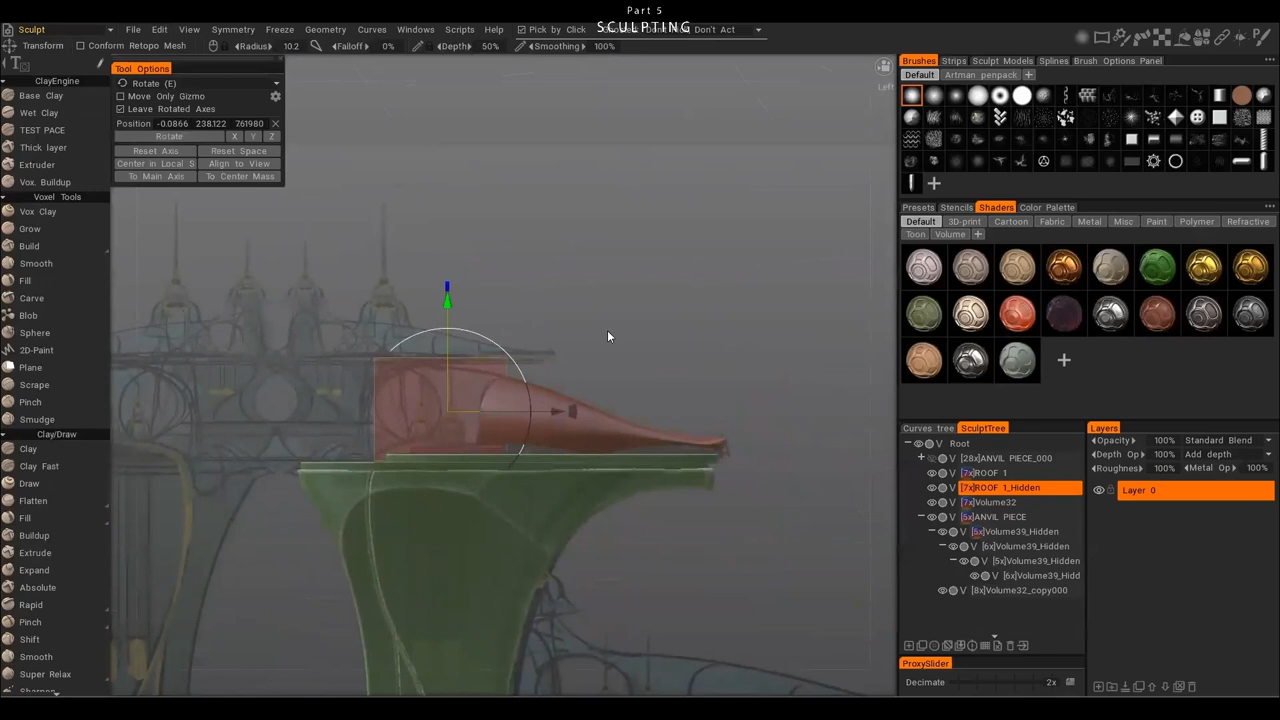 Part 5
SCULPTING
Sculpt File Edit View Symmetry Freeze Geometry Curves Windows Scripts Help Pick by Click Don't Act
Transform Conform Retopo Mesh Radius 10.2 Falloff 0% Depth 50% Smoothing 100%
Tool Options
Rotate (E)
Move Only Gizmo
Leave Rotated Axes
Position -0.0866 238.122 761980
Rotate X Y Z
Reset Axis Reset Space
Center in Local S Align to View
To Main Axis To Center Mass
Left
ClayEngine
Base Clay
Wet Clay
TEST PACE
Thick layer
Extruder
Vox. Buildup
Voxel Tools
Vox Clay
Grow
Build
Smooth
Fill
Carve
Blob
Sphere
2D-Paint
Plane
Scrape
Pinch
Smudge
Clay/Draw
Clay
Clay Fast
Draw
Flatten
Fill
Buildup
Extrude
Expand
Absolute
Rapid
Pinch
Shift
Smooth
Super Relax
Sharpen
Brushes Strips Sculpt Models Splines Brush Options Panel
Default Artman penpack
Presets Stencils Shaders Color Palette
Default 3D-print Cartoon Fabric Metal Misc Paint Polymer Refractive
Toon Volume
Curves tree SculptTree
Root
V [28x]ANVIL PIECE_000
V [7x]ROOF 1
V [7x]ROOF 1_Hidden
V [7x]Volume32
V [5x]ANVIL PIECE
V [5x]Volume39_Hidden
V [6x]Volume39_Hidden
V [5x]Volume39_Hidden
V [6x]Volume39_Hidd
V [8x]Volume32_copy000
ProxySlider
Decimate 2x
Layers
Opacity 100% Standard Blend
Depth Op 100% Add depth
Roughness 100% Metal Op 100%
Layer 0